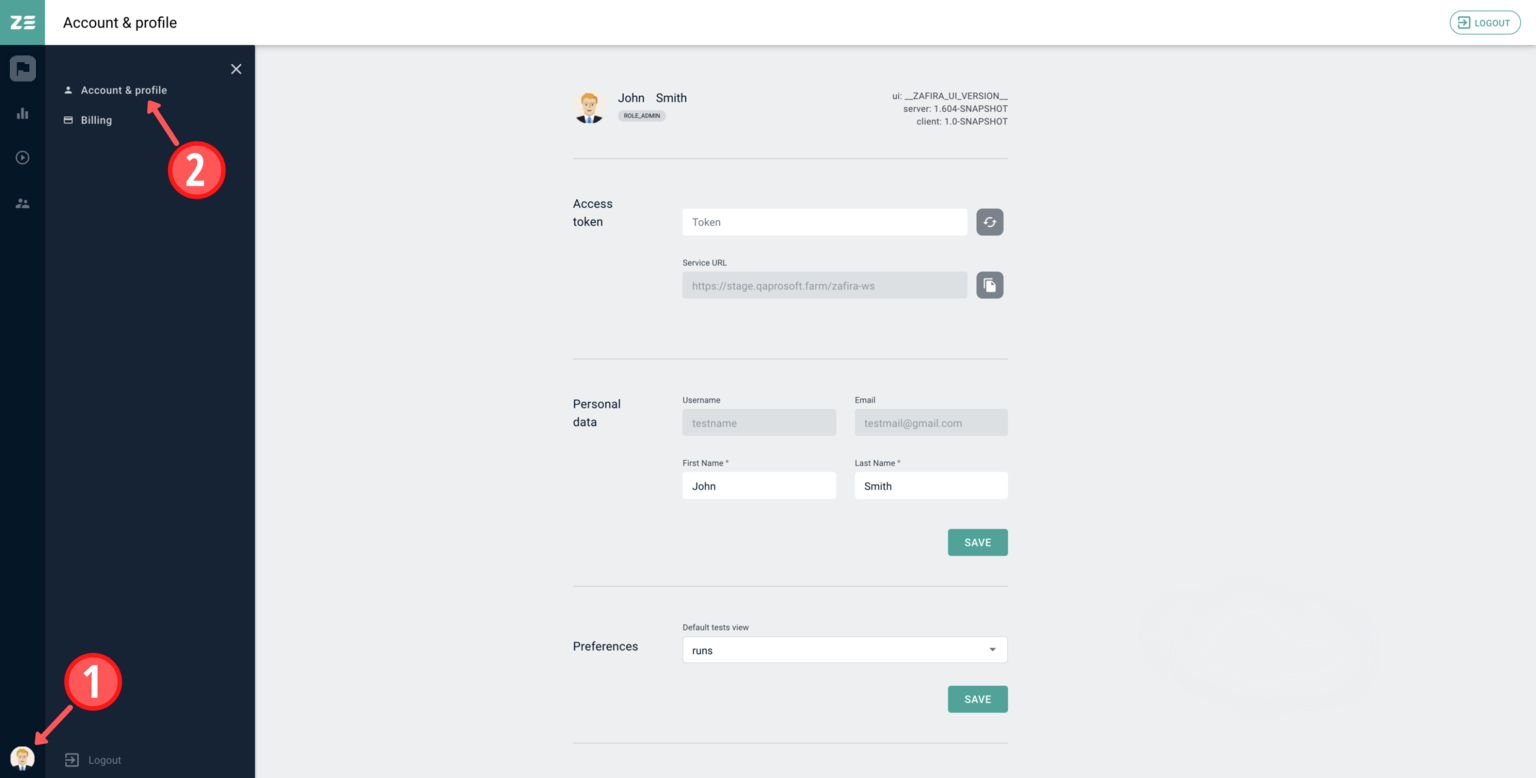 ZE
Account & profile
LOGOUT
Account & profile
Billing
2
John Smith
ROLE_ADMIN
ui: __ZAFIRA_UI_VERSION__
server: 1.604-SNAPSHOT
client: 1.0-SNAPSHOT
Access
token
Token
Service URL
https://stage.qaprosoft.farm/zafira-ws
Personal
data
Username
Email
testname
testmail@gmail.com
First Name *
Last Name *
John
Smith
SAVE
Preferences
Default tests view
runs
SAVE
1
Logout